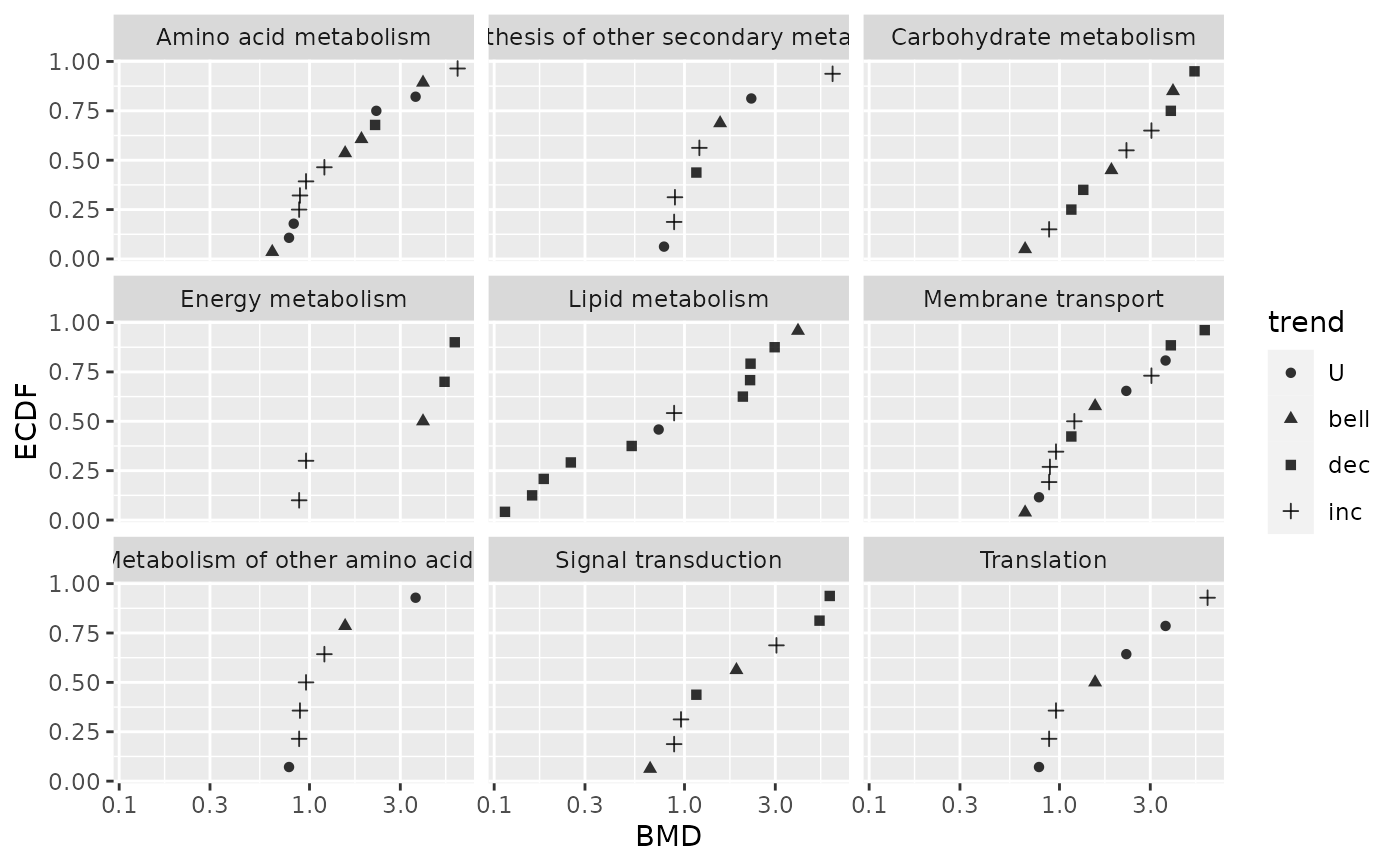 Amino acid metabolism
thesis of other secondary meta
Carbohydrate metabolism
1.00
0.75
0.50
0.25
0.00
Energy metabolism
Lipid metabolism
Membrane transport
1.00
0.75
0.50
0.25
0.00
Metabolism of other amino acid
Signal transduction
Translation
1.00
0.75
0.50
0.25
0.00
0.1 0.3 1.0 3.0
0.1 0.3 1.0 3.0
0.1 0.3 1.0 3.0
BMD
ECDF
trend
U
bell
dec
inc